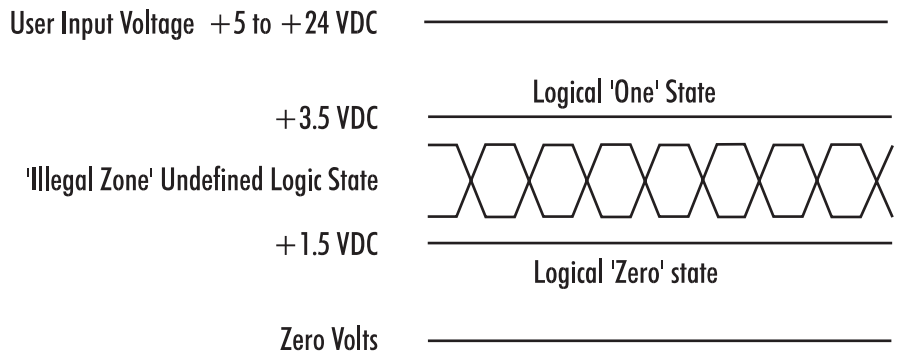 User Input Voltage +5 to +24 VDC
Logical 'One' State
+3.5 VDC
'Illegal Zone' Undefined Logic State
+1.5 VDC
Logical 'Zero' state
Zero Volts